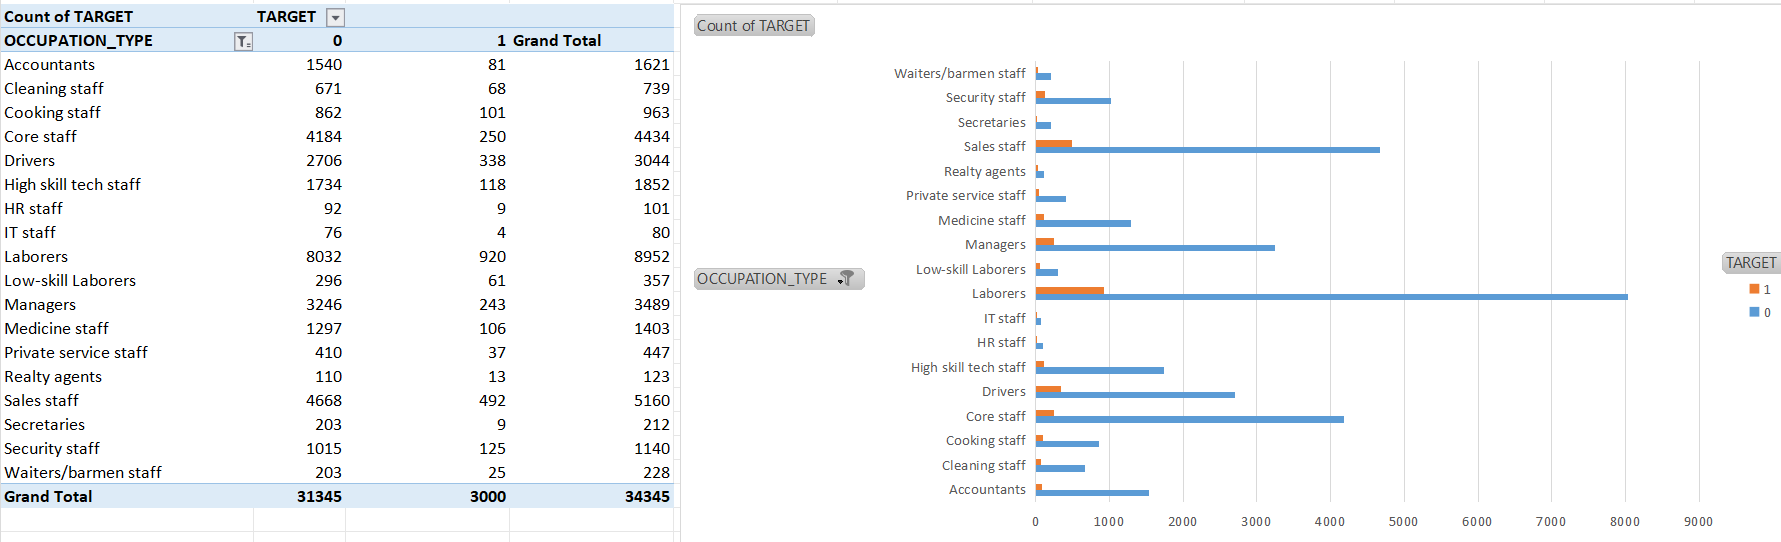 Count of TARGET TARGET
OCCUPATION_TYPE 0 1 Grand Total
Accountants 1540 81 1621
Cleaning staff 671 68 739
Cooking staff 862 101 963
Core staff 4184 250 4434
Drivers 2706 338 3044
High skill tech staff 1734 118 1852
HR staff 92 9 101
IT staff 76 4 80
Laborers 8032 920 8952
Low-skill Laborers 296 61 357
Managers 3246 243 3489
Medicine staff 1297 106 1403
Private service staff 410 37 447
Realty agents 110 13 123
Sales staff 4668 492 5160
Secretaries 203 9 212
Security staff 1015 125 1140
Waiters/barmen staff 203 25 228
Grand Total 31345 3000 34345
Count of TARGET
OCCUPATION_TYPE
Waiters/barmen staff
Security staff
Secretaries
Sales staff
Realty agents
Private service staff
Medicine staff
Managers
Low-skill Laborers
Laborers
IT staff
HR staff
High skill tech staff
Drivers
Core staff
Cooking staff
Cleaning staff
Accountants
0 1000 2000 3000 4000 5000 6000 7000 8000 9000
TARGET
1
0